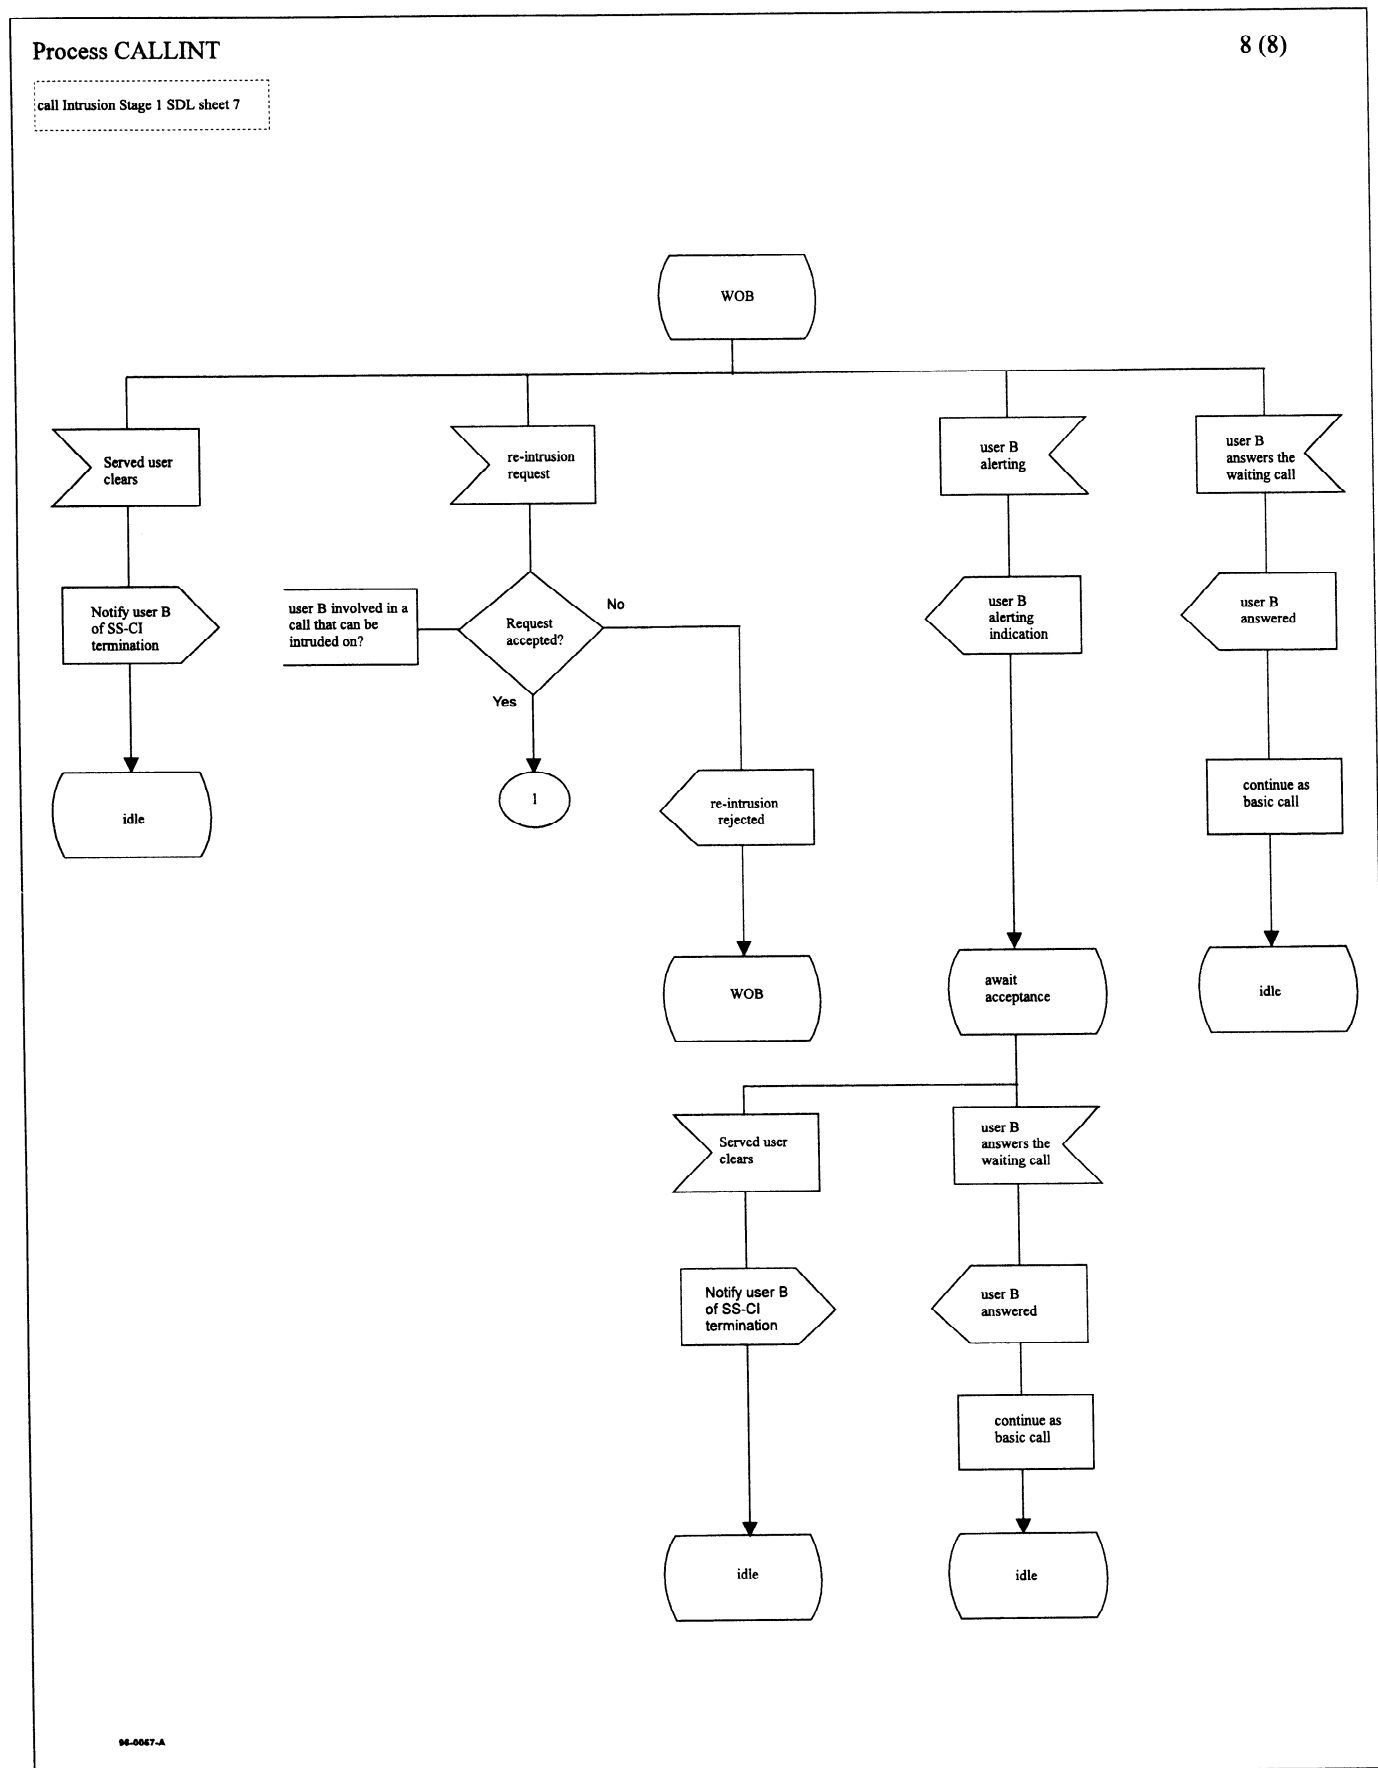 Process CALLINT
8 (8)
call Intrusion Stage 1 SDL sheet 7
WOB
Served user
clears
re-intrusion
request
user B
alerting
user B
answers the
waiting call
Notify user B
of SS-CI
termination
user B involved in a
call that can be
intruded on?
Request
accepted?
No
Yes
user B
alerting
indication
user B
answered
idle
1
re-intrusion
rejected
continue as
basic call
WOB
await
acceptance
idle
Served user
clears
user B
answers the
waiting call
Notify user B
of SS-CI
termination
user B
answered
continue as
basic call
idle
idle
96-0057-A